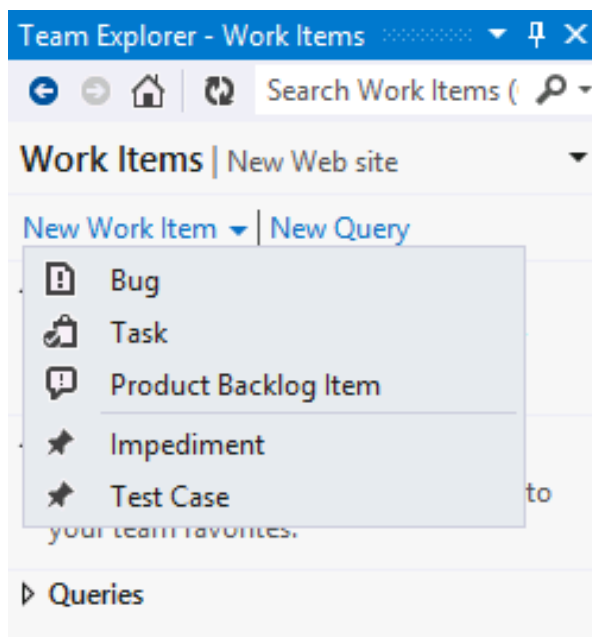 Team Explorer - Work Items
Search Work Items (
Work Items | New Web site
New Work Item | New Query
Bug
Task
Product Backlog Item
Impediment
Test Case
to
your team favorites.
Queries